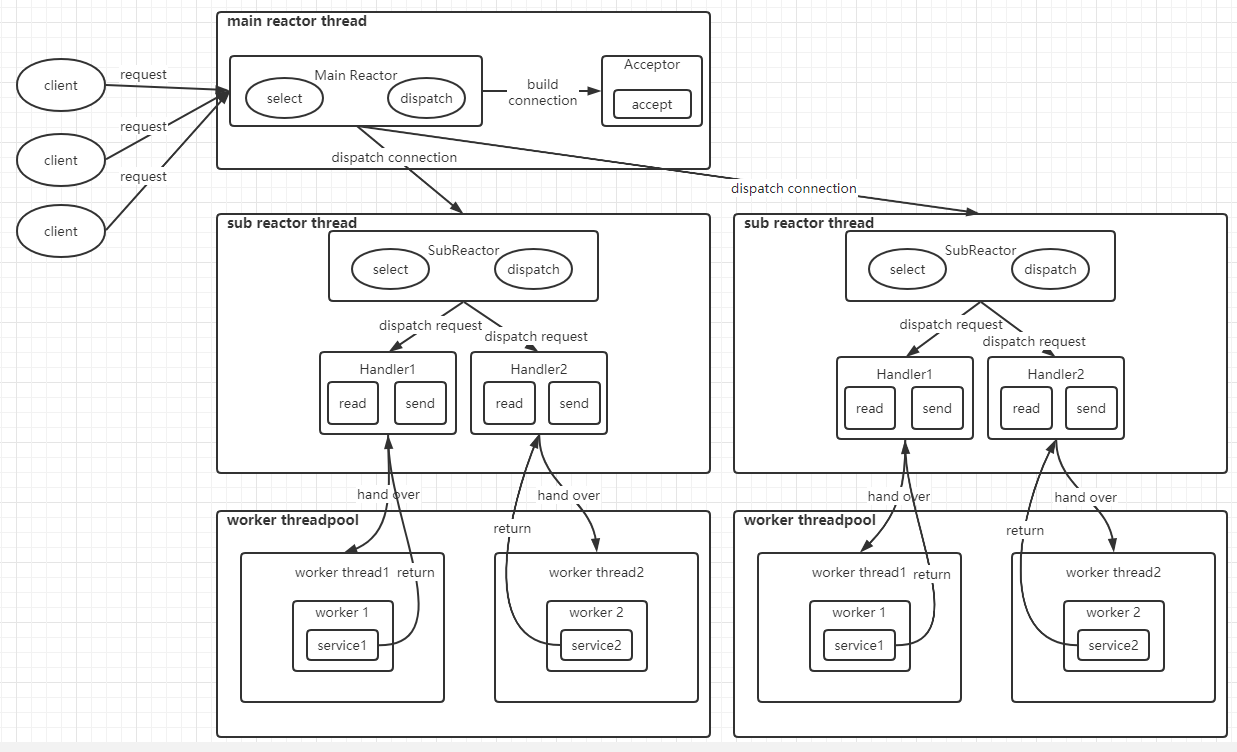 main reactor thread
client
request
Main Reactor
select
dispatch
build
connection
Acceptor
accept
client
request
client
request
dispatch connection
dispatch connection
sub reactor thread
SubReactor
select
dispatch
dispatch request
dispatch request
Handler1
read
send
Handler2
read
send
sub reactor thread
SubReactor
select
dispatch
dispatch request
dispatch request
Handler1
read
send
Handler2
read
send
hand over
hand over
return
worker threadpool
worker thread1
return
worker 1
service1
worker thread2
worker 2
service2
hand over
hand over
return
worker threadpool
worker thread1
return
worker 1
service1
worker thread2
worker 2
service2